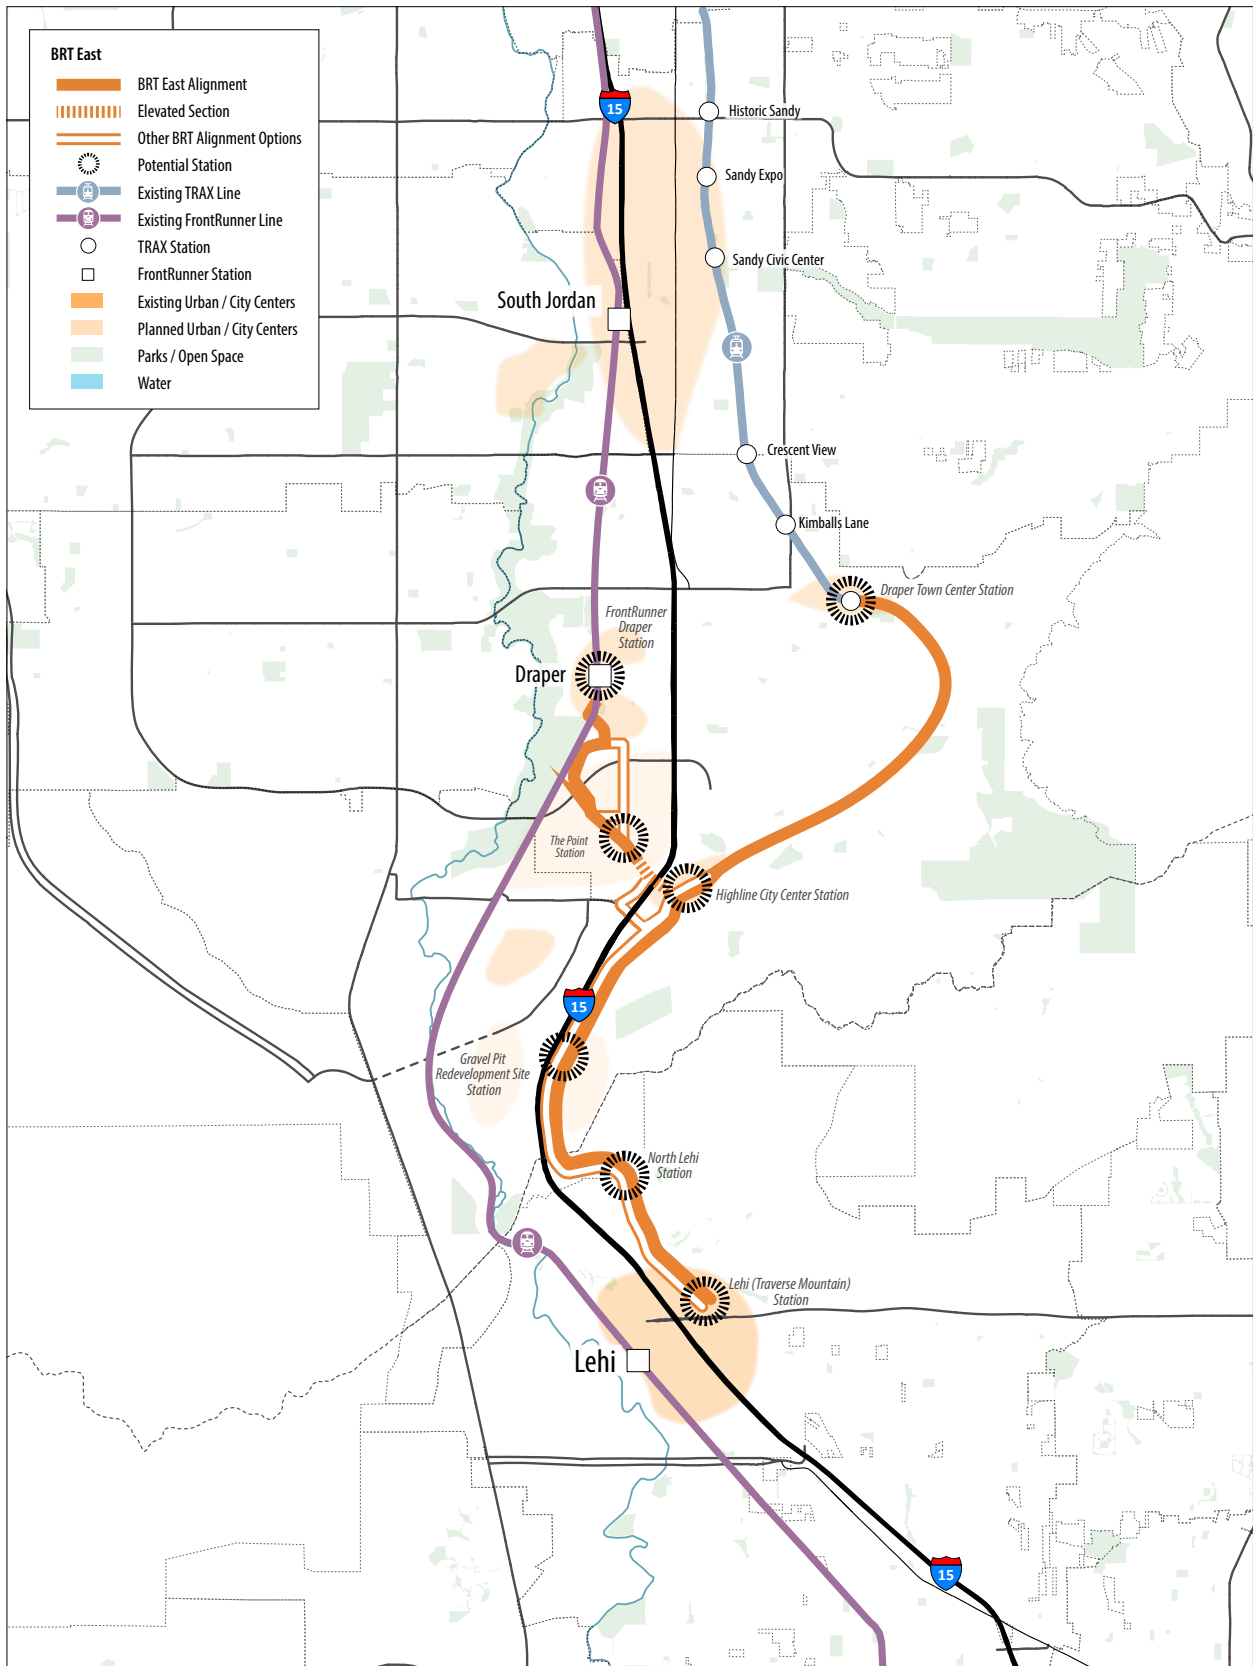 BRT East
BRT East Alignment
Elevated Section
Other BRT Alignment Options
Potential Station
Existing TRAX Line
Existing FrontRunner Line
TRAX Station
FrontRunner Station
Existing Urban / City Centers
Planned Urban / City Centers
Parks / Open Space
Water
15
Historic Sandy
Sandy Expo
Sandy Civic Center
South Jordan
Crescent View
Kimballs Lane
Draper Town Center Station
FrontRunner
Draper
Station
Draper
The Point
Station
Highline City Center Station
15
Gravel Pit
Redevelopment Site
Station
North Lehi
Station
Lehi (Traverse Mountain)
Station
Lehi
15